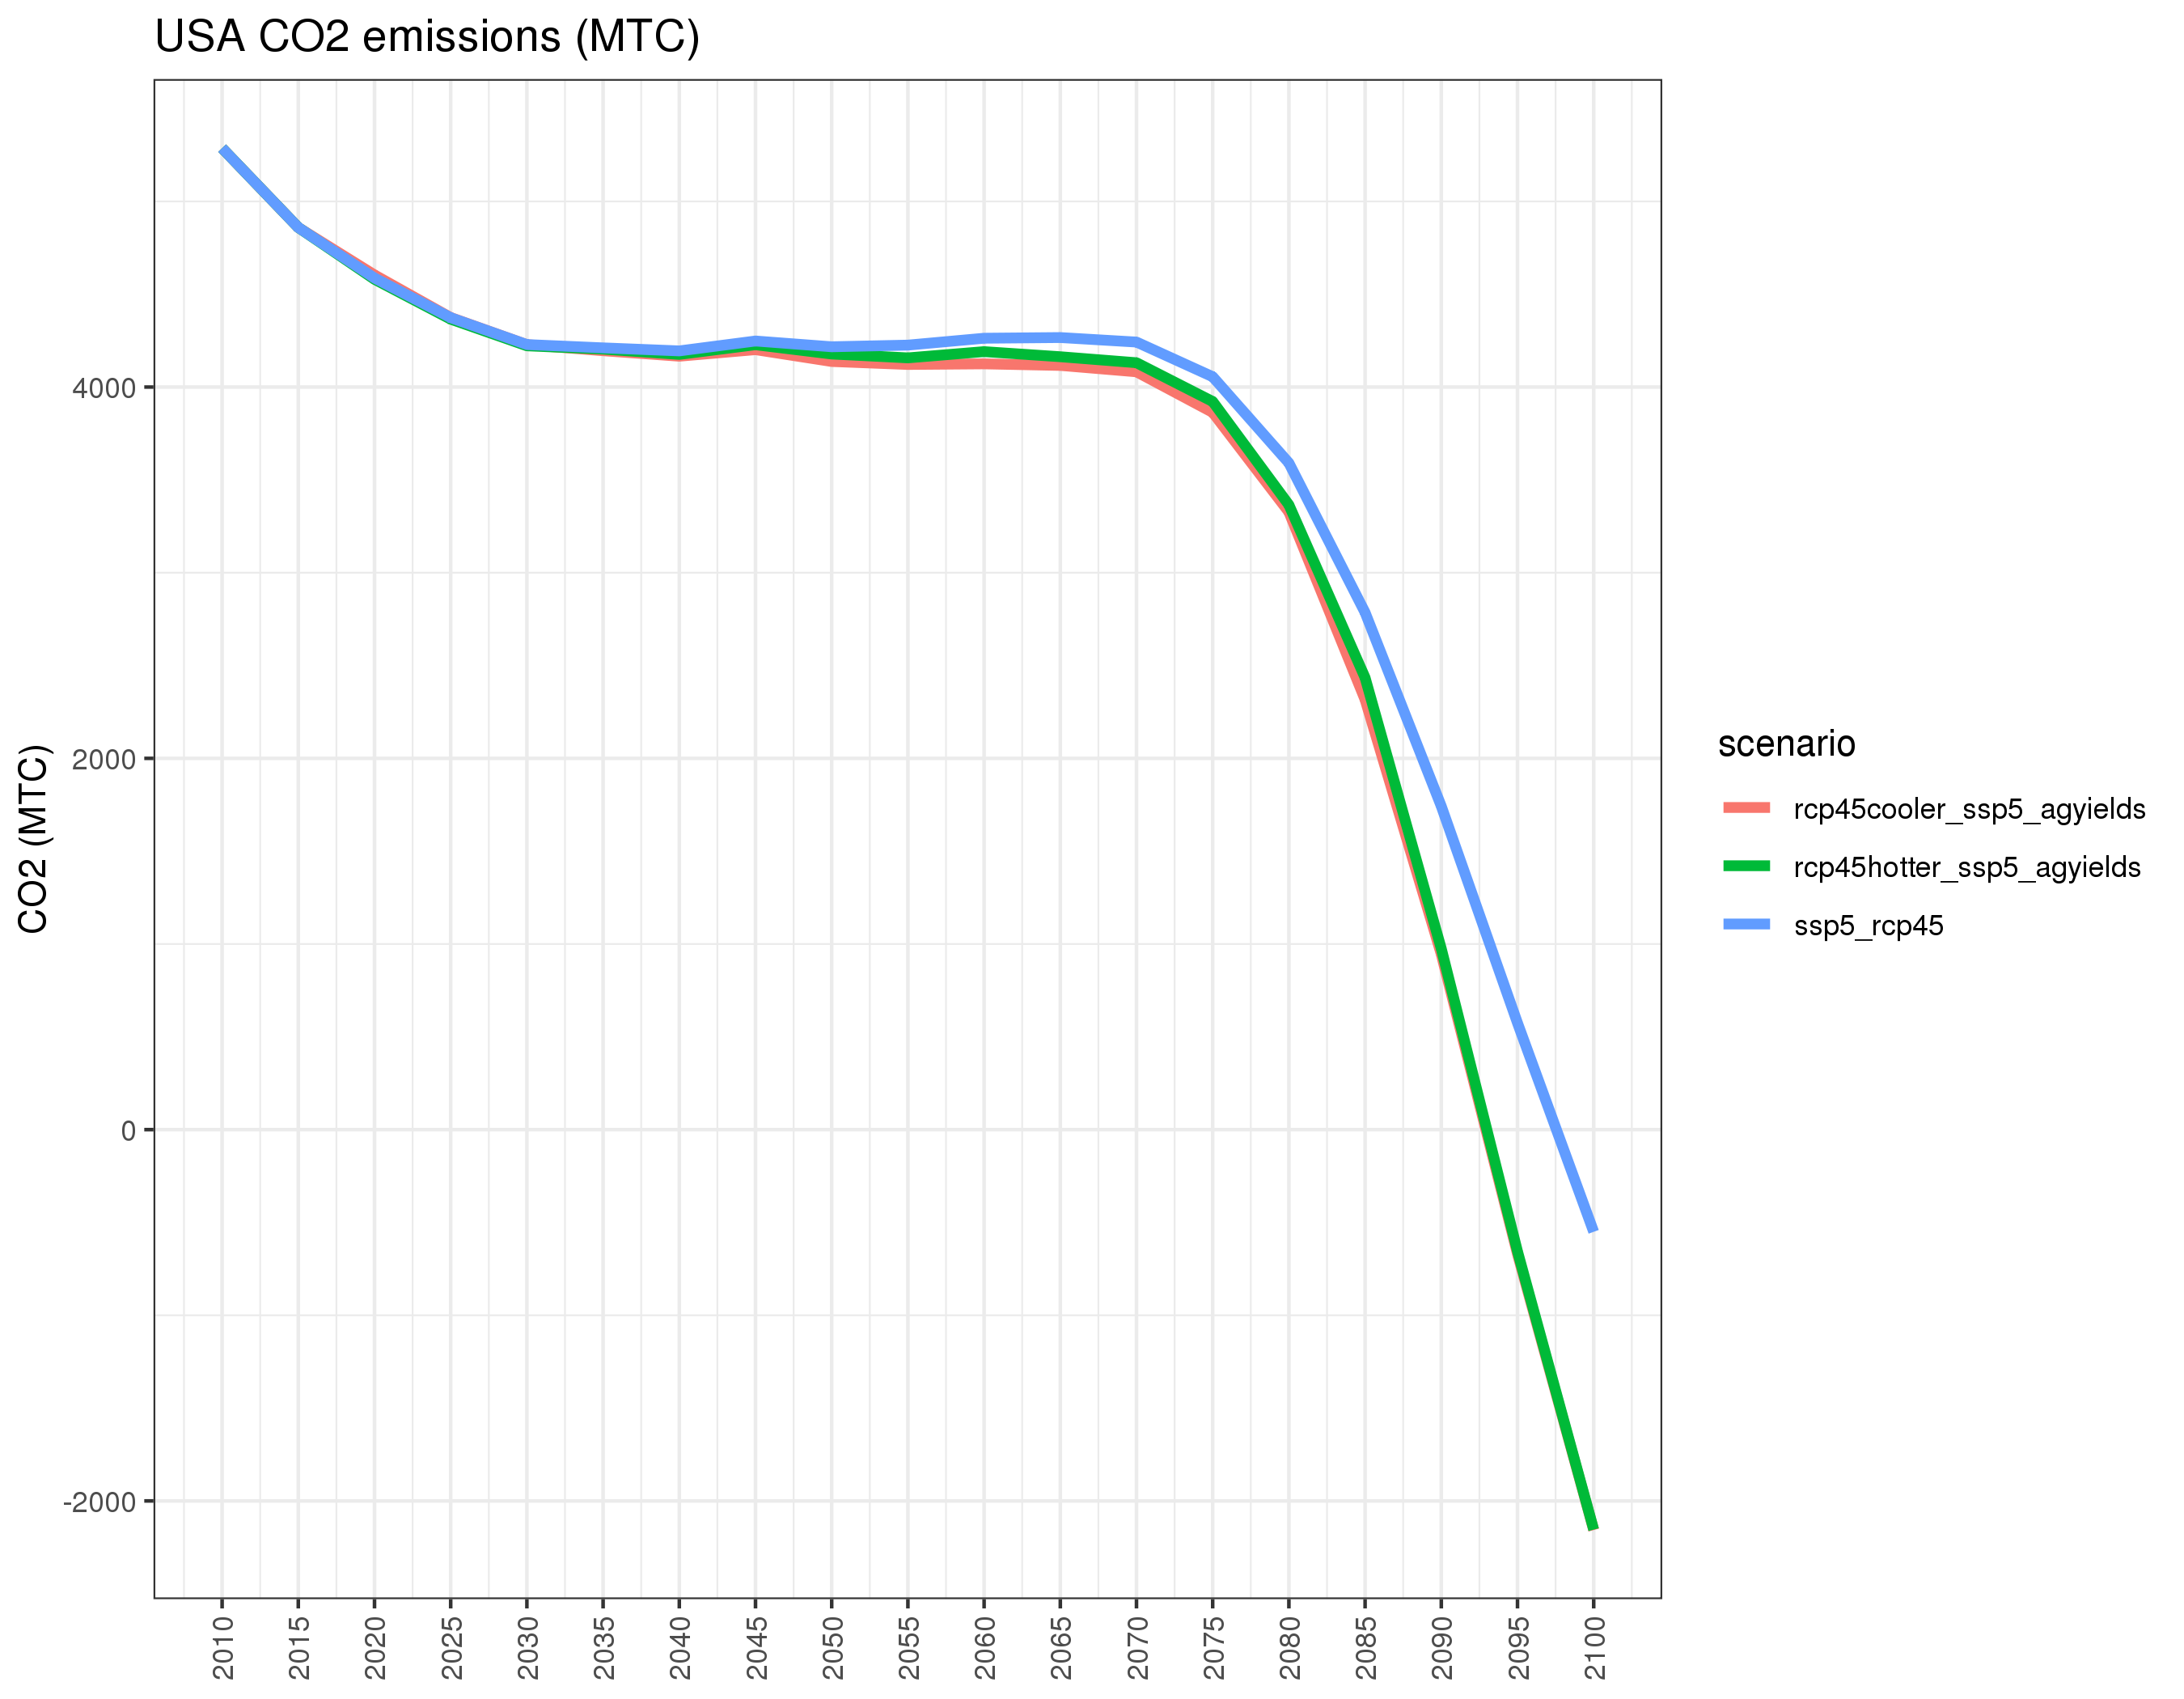 USA CO2 emissions (MTC)
CO2 (MTC)
4000
2000
0
-2000
2010 2015 2020 2025 2030 2035 2040 2045 2050 2055 2060 2065 2070 2075 2080 2085 2090 2095 2100
scenario
rcp45cooler_ssp5_agyields
rcp45hotter_ssp5_agyields
ssp5_rcp45